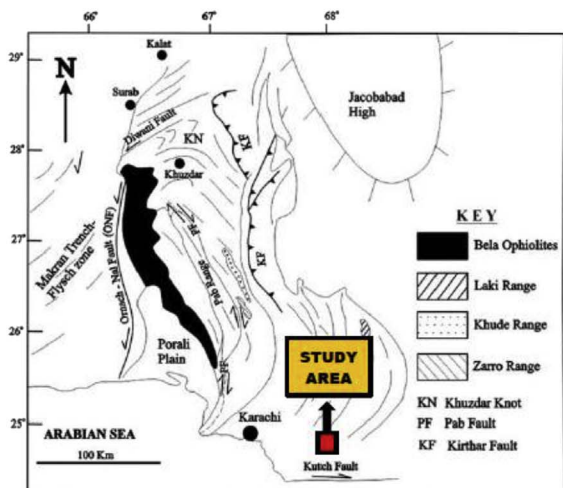 66°
67°
68°
29°
28°
27°
26°
25°
N
Kalat
Surab
Diwani Fault
KN
Khuzdar
KF
Jacobabad
High
Makran Trench-
Flysch zone
Ornach - Nal Fault (ONF)
PF
Pab Range
KF
Porali
Plain
PF
STUDY
AREA
Karachi
ARABIAN SEA
100 Km
Kutch Fault
KEY
Bela Ophiolites
Laki Range
Khude Range
Zarro Range
KN Khuzdar Knot
PF Pab Fault
KF Kirthar Fault